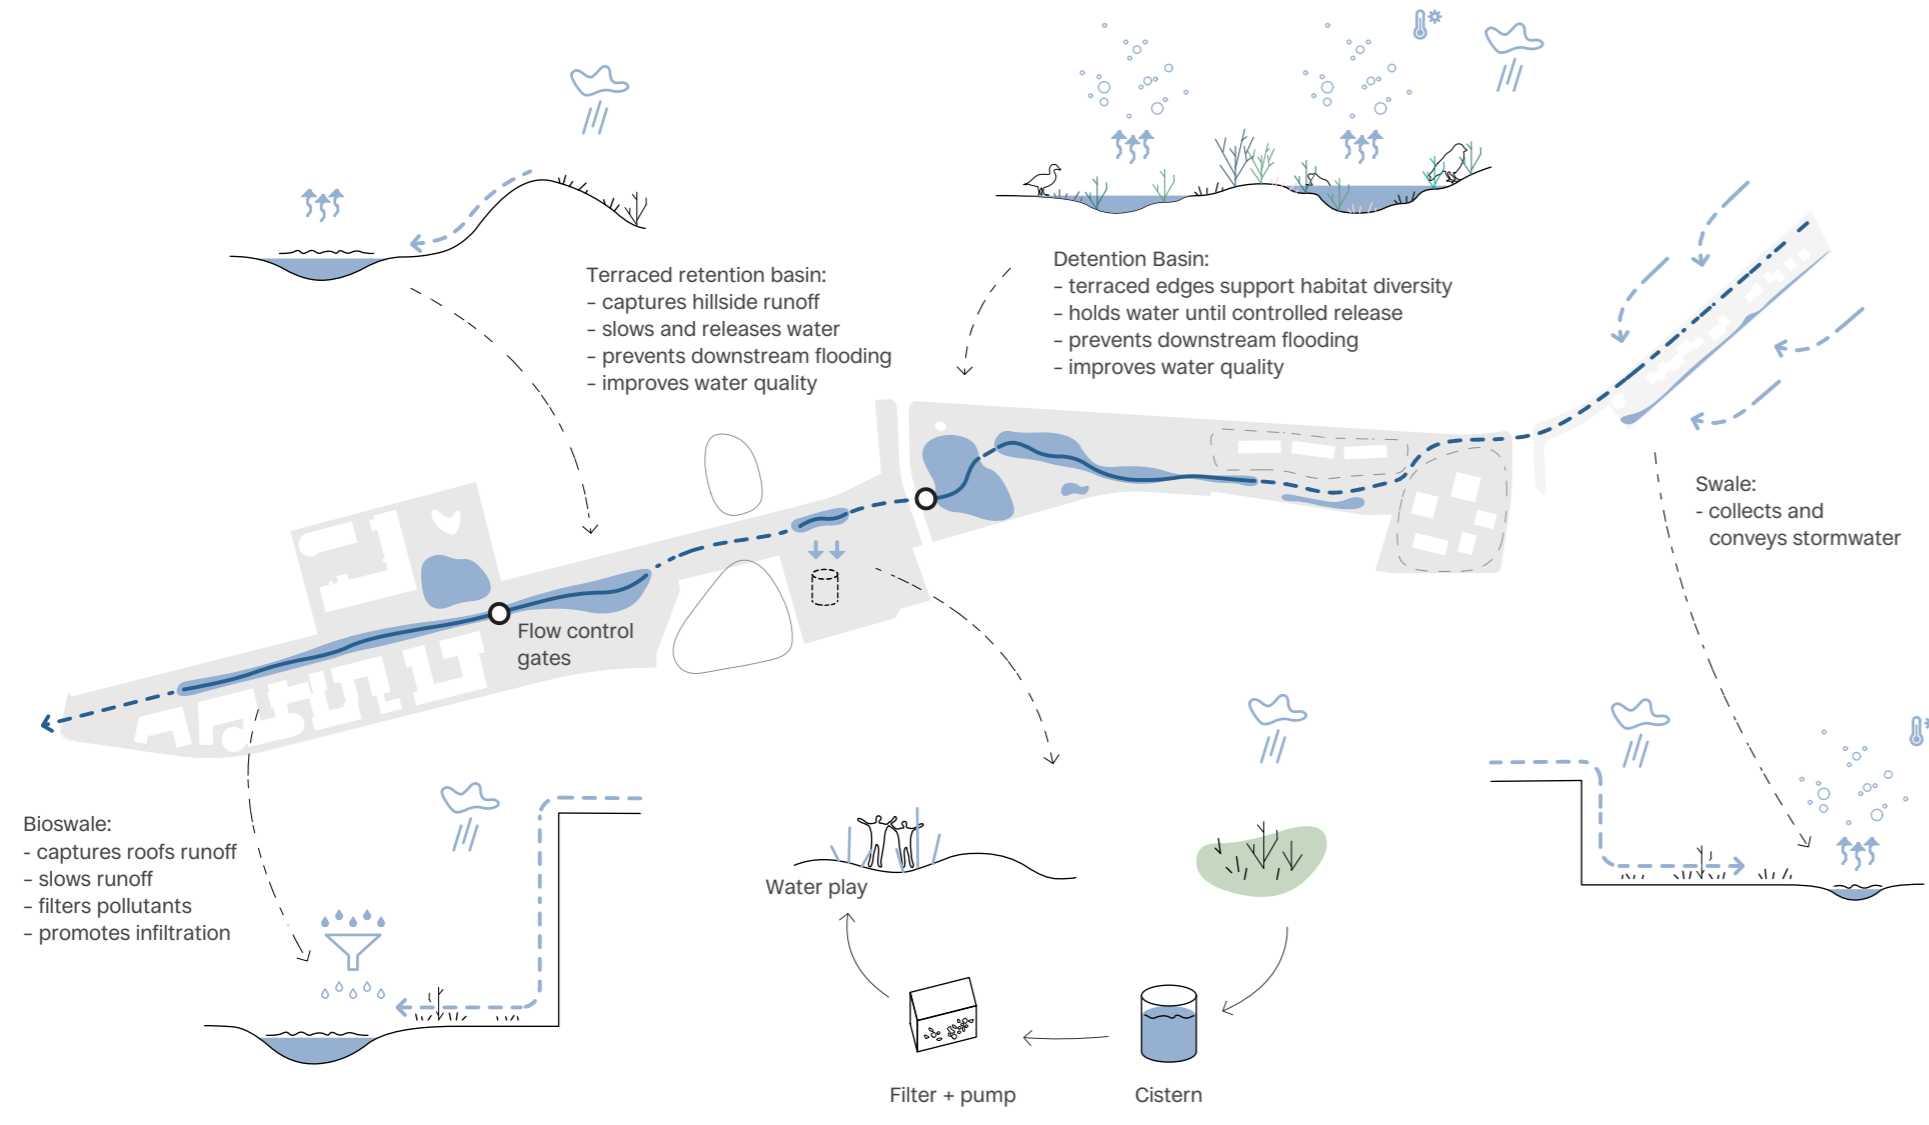 Terraced retention basin:
– captures hillside runoff
– slows and releases water
– prevents downstream flooding
– improves water quality
Detention Basin:
– terraced edges support habitat diversity
– holds water until controlled release
– prevents downstream flooding
– improves water quality
Swale:
- collects and
conveys stormwater
Flow control
gates
Bioswale:
- captures roofs runoff
– slows runoff
– filters pollutants
– promotes infiltration
Water play
Filter + pump
Cistern